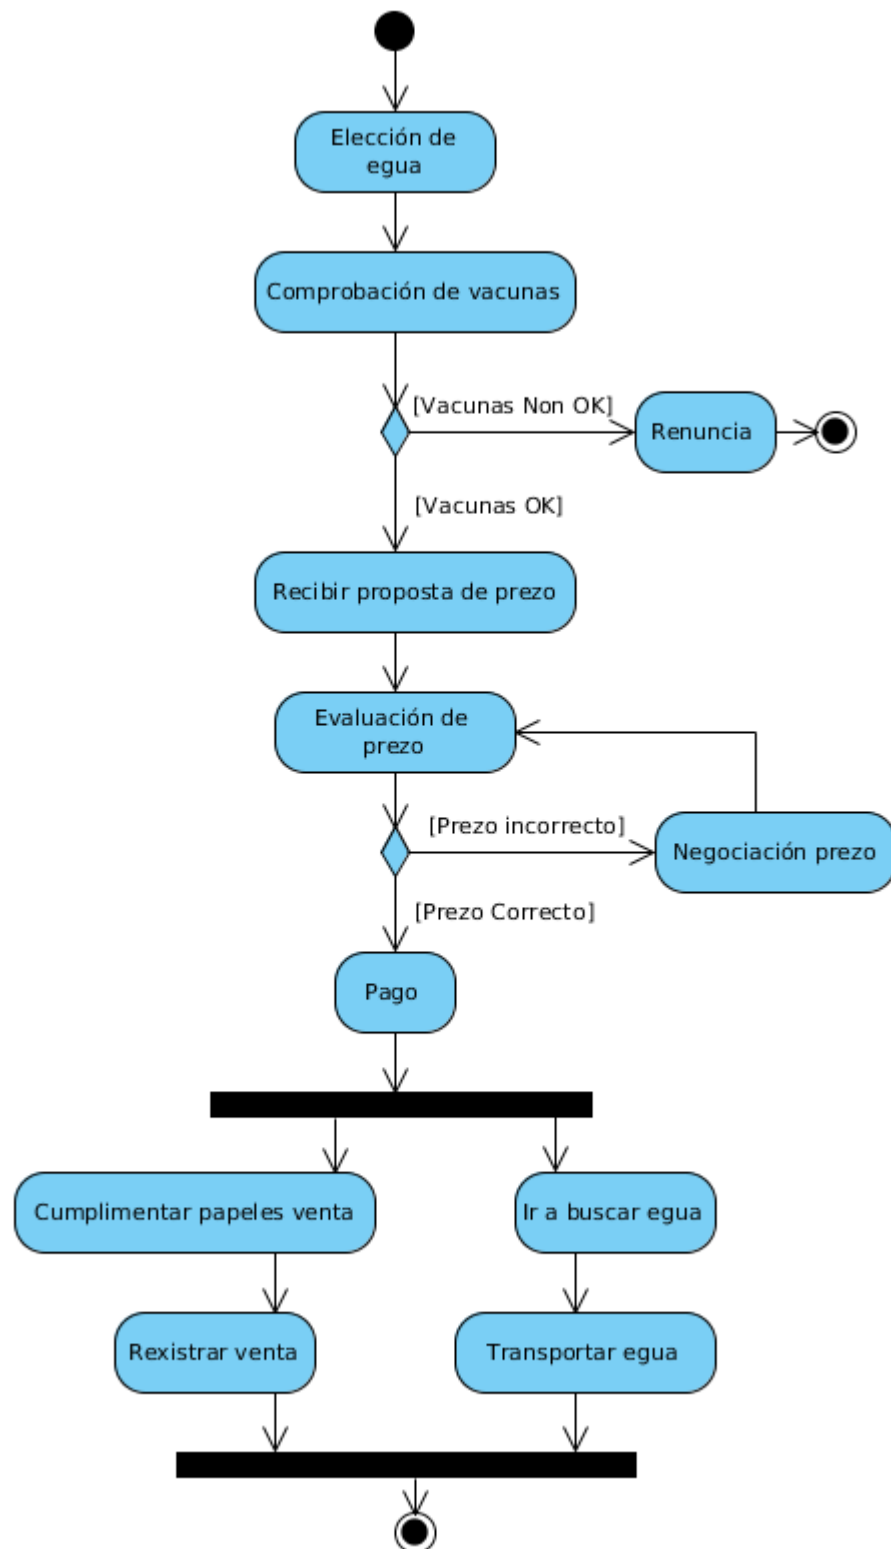 Elección de
egua
Comprobación de vacunas
[Vacunas Non OK]
Renuncia
[Vacunas OK]
Recibir proposta de prezo
Evaluación de
prezo
[Prezo incorrecto]
Negociación prezo
[Prezo Correcto]
Pago
Cumplimentar papeles venta
Ir a buscar egua
Rexistrar venta
Transportar egua